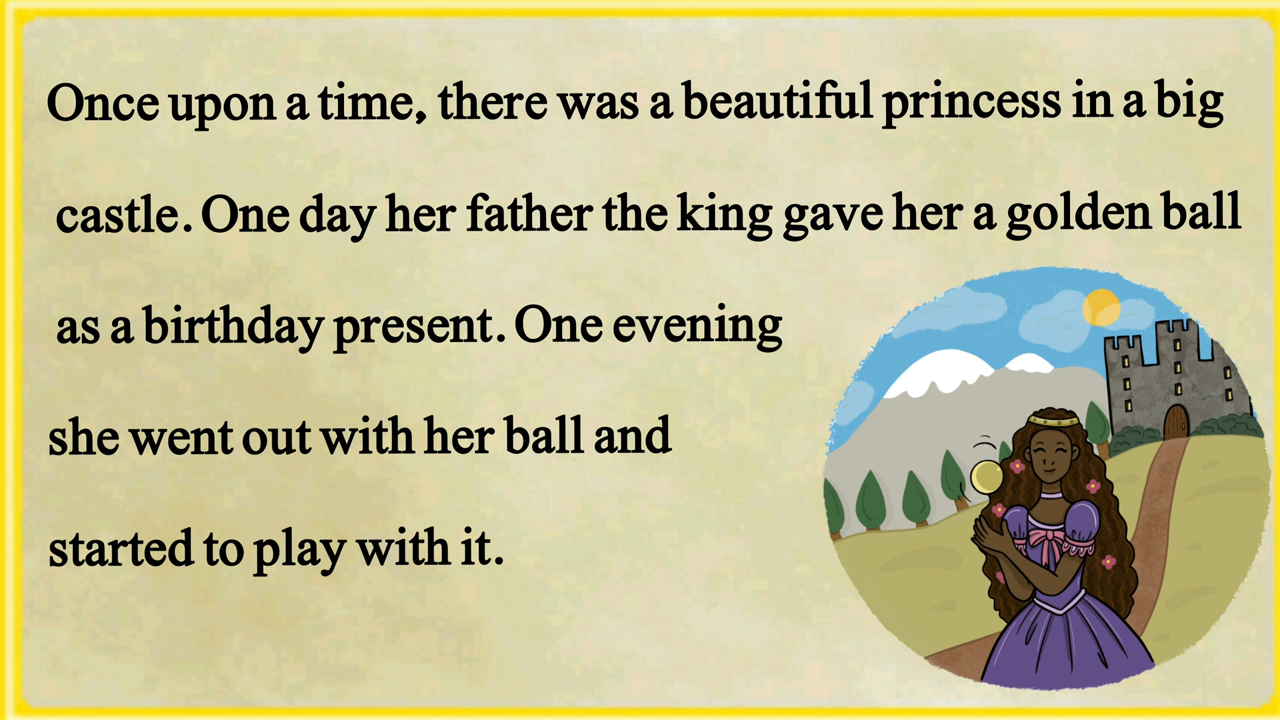 Once upon a time, there was a beautiful princess in a big
castle. One day her father the king gave her a golden ball
as a birthday present. One evening
she went out with her ball and
started to play with it.